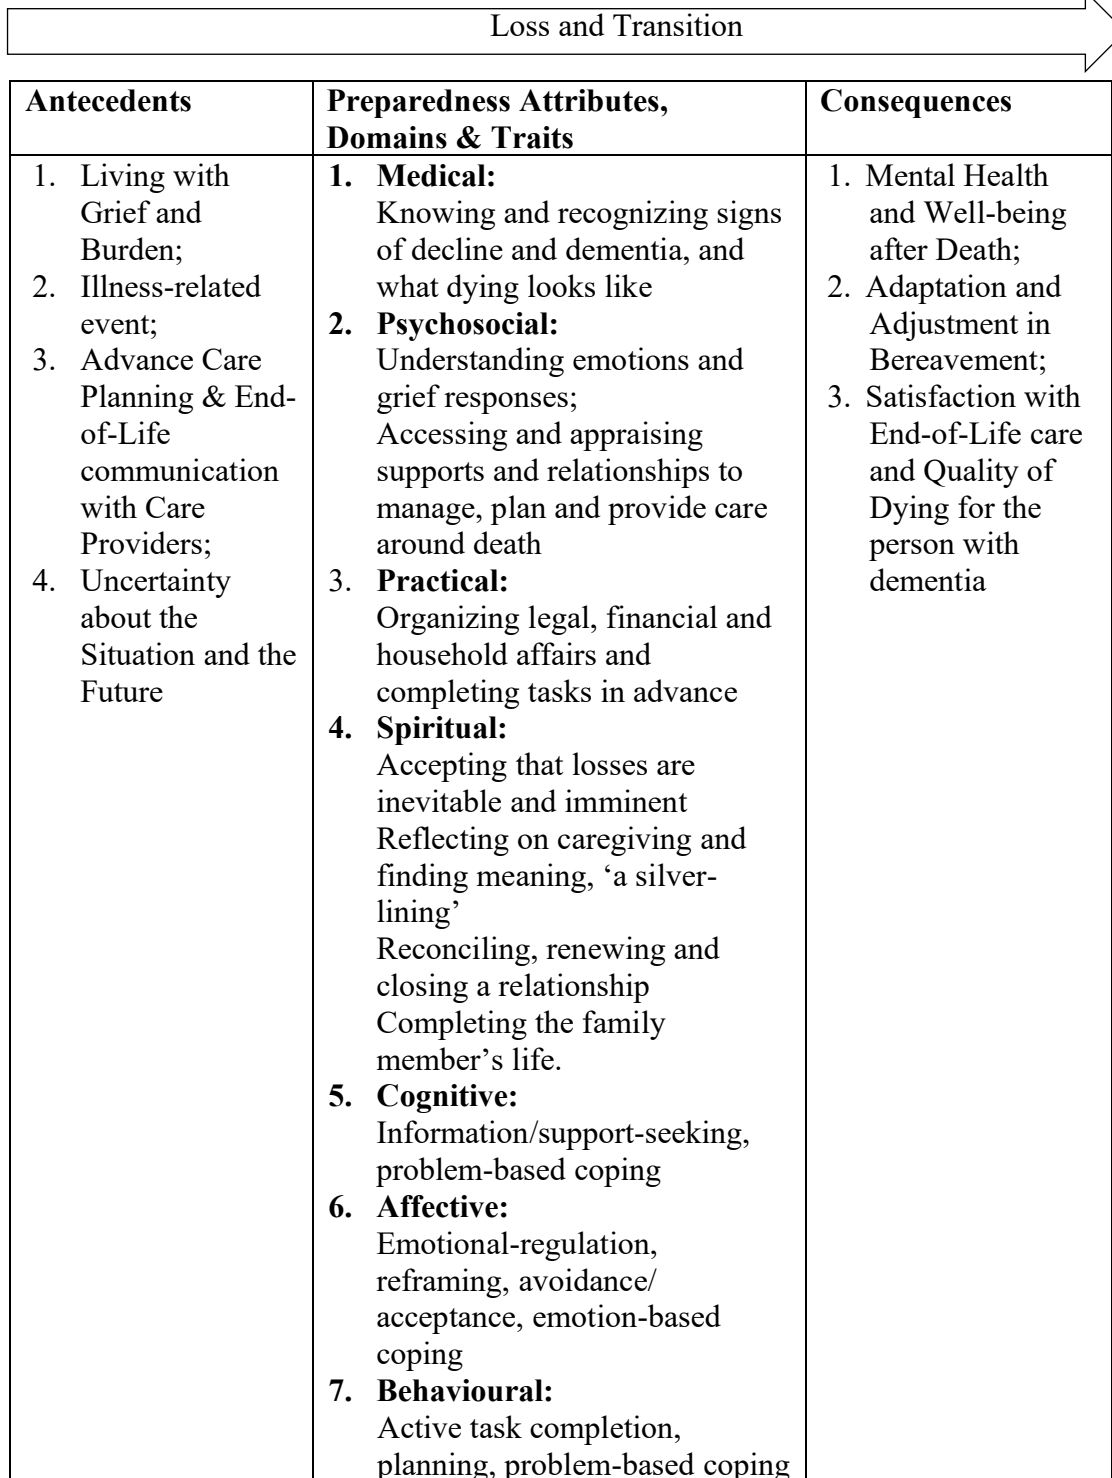 Loss and Transition
Antecedents
Preparedness Attributes,
Domains & Traits
Consequences
1. Living with
Grief and
Burden;
2. Illness-related
event;
3. Advance Care
Planning & End-
of-Life
communication
with Care
Providers;
4. Uncertainty
about the
Situation and the
Future
1. Medical:
Knowing and recognizing signs
of decline and dementia, and
what dying looks like
2. Psychosocial:
Understanding emotions and
grief responses;
Accessing and appraising
supports and relationships to
manage, plan and provide care
around death
3. Practical:
Organizing legal, financial and
household affairs and
completing tasks in advance
4. Spiritual:
Accepting that losses are
inevitable and imminent
Reflecting on caregiving and
finding meaning, ‘a silver-
lining’
Reconciling, renewing and
closing a relationship
Completing the family
member’s life.
5. Cognitive:
Information/support-seeking,
problem-based coping
6. Affective:
Emotional-regulation,
reframing, avoidance/
acceptance, emotion-based
coping
7. Behavioural:
Active task completion,
planning, problem-based coping
1. Mental Health
and Well-being
after Death;
2. Adaptation and
Adjustment in
Bereavement;
3. Satisfaction with
End-of-Life care
and Quality of
Dying for the
person with
dementia